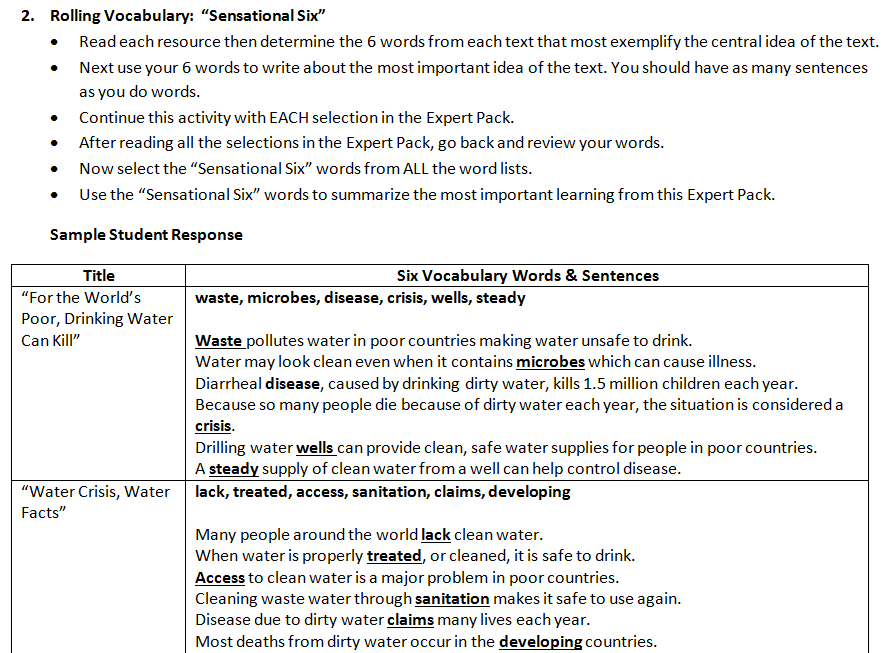 2. Rolling Vocabulary: “Sensational Six”
• Read each resource then determine the 6 words from each text that most exemplify the central idea of the text.
• Next use your 6 words to write about the most important idea of the text. You should have as many sentences
as you do words.
• Continue this activity with EACH selection in the Expert Pack.
• After reading all the selections in the Expert Pack, go back and review your words.
• Now select the “Sensational Six” words from ALL the word lists.
• Use the “Sensational Six” words to summarize the most important learning from this Expert Pack.
Sample Student Response
Title
Six Vocabulary Words & Sentences
“For the World’s
Poor, Drinking Water
Can Kill”
waste, microbes, disease, crisis, wells, steady
Waste pollutes water in poor countries making water unsafe to drink.
Water may look clean even when it contains microbes which can cause illness.
Diarrheal disease, caused by drinking dirty water, kills 1.5 million children each year.
Because so many people die because of dirty water each year, the situation is considered a
crisis.
Drilling water wells can provide clean, safe water supplies for people in poor countries.
A steady supply of clean water from a well can help control disease.
“Water Crisis, Water
Facts”
lack, treated, access, sanitation, claims, developing
Many people around the world lack clean water.
When water is properly treated, or cleaned, it is safe to drink.
Access to clean water is a major problem in poor countries.
Cleaning waste water through sanitation makes it safe to use again.
Disease due to dirty water claims many lives each year.
Most deaths from dirty water occur in the developing countries.